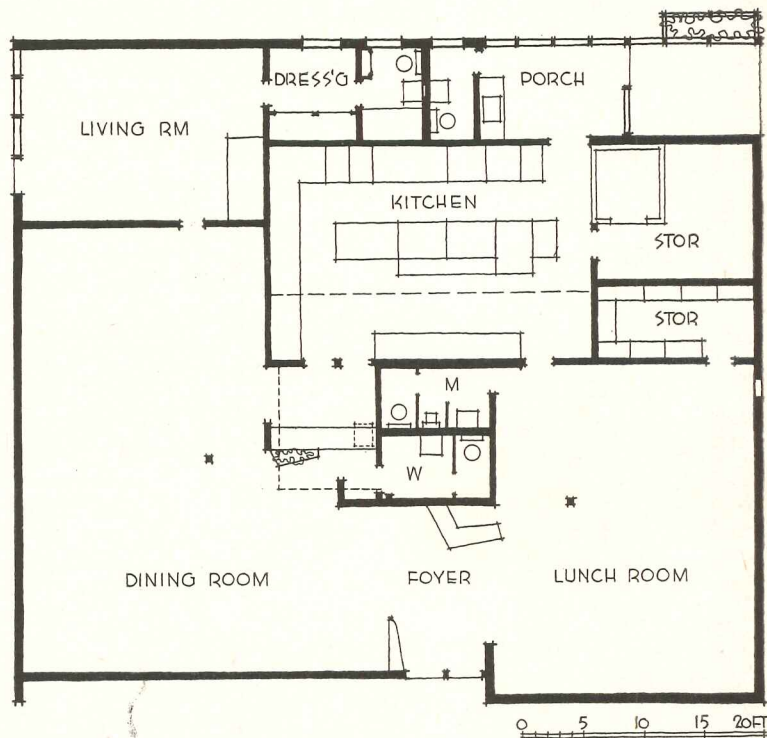 DRESS'G
PORCH
LIVING RM
KITCHEN
STOR
STOR
M
W
DINING ROOM
FOYER
LUNCH ROOM
0 5 10 15 20FT